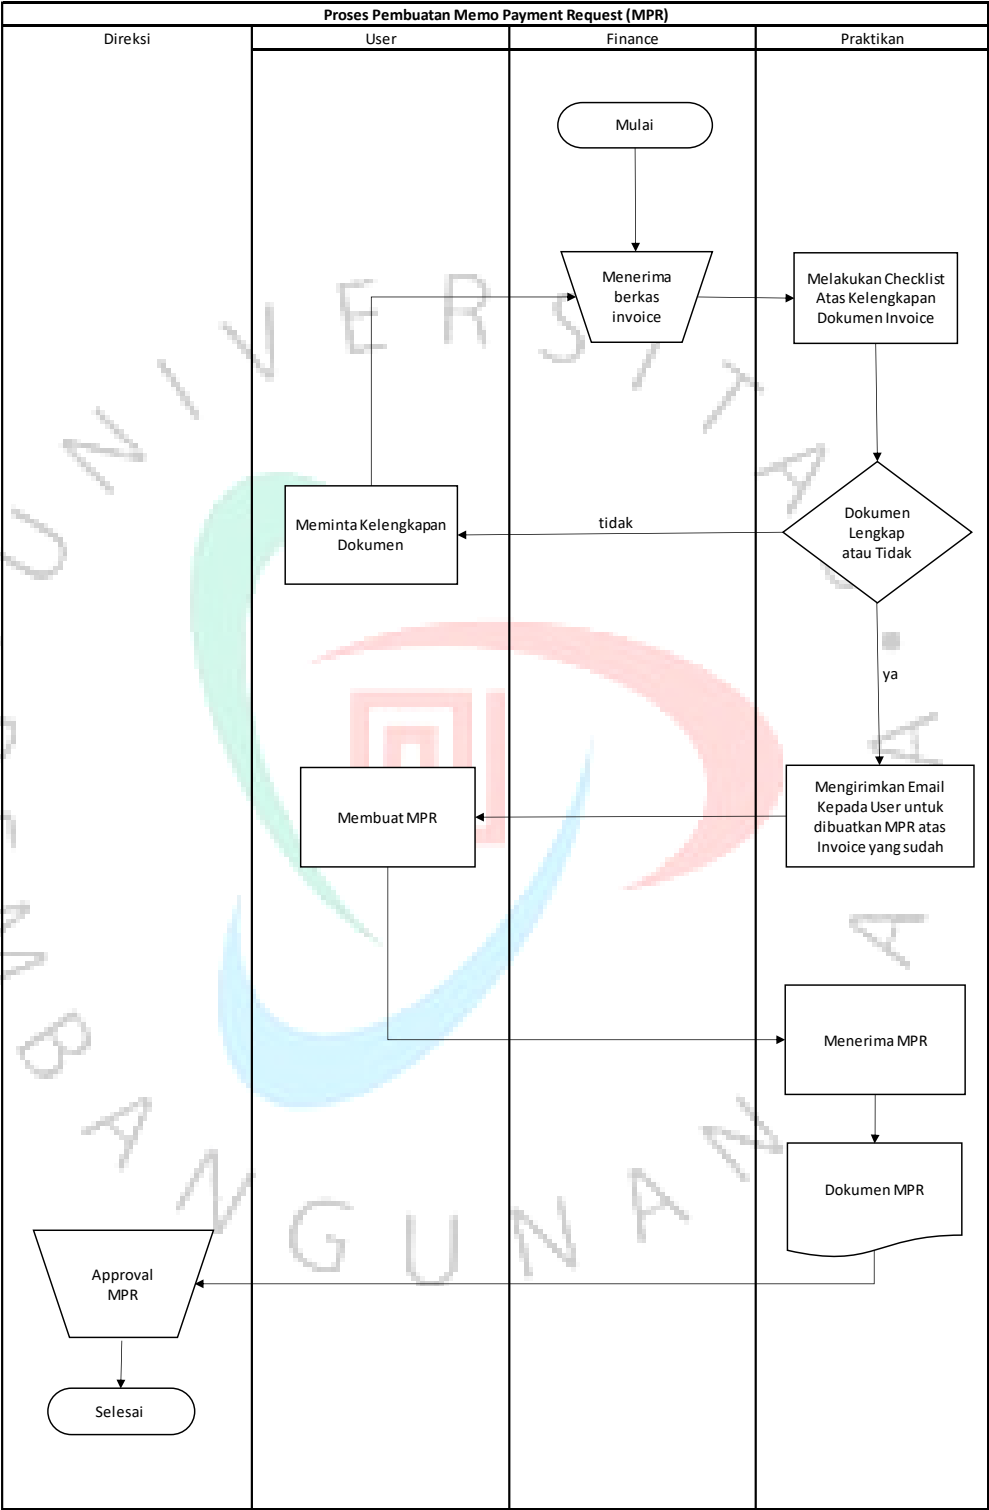 Proses Pembuatan Memo Payment Request (MPR)
Direksi
User
Finance
Praktikan
Mulai
Menerima
berkas
invoice
Melakukan Checklist
Atas Kelengkapan
Dokumen Invoice
Dokumen
Lengkap
atau Tidak
tidak
Meminta Kelengkapan
Dokumen
ya
Mengirimkan Email
Kepada User untuk
dibuatkan MPR atas
Invoice yang sudah
Membuat MPR
Menerima MPR
Dokumen MPR
Approval
MPR
Selesai
UNIVERSITAS